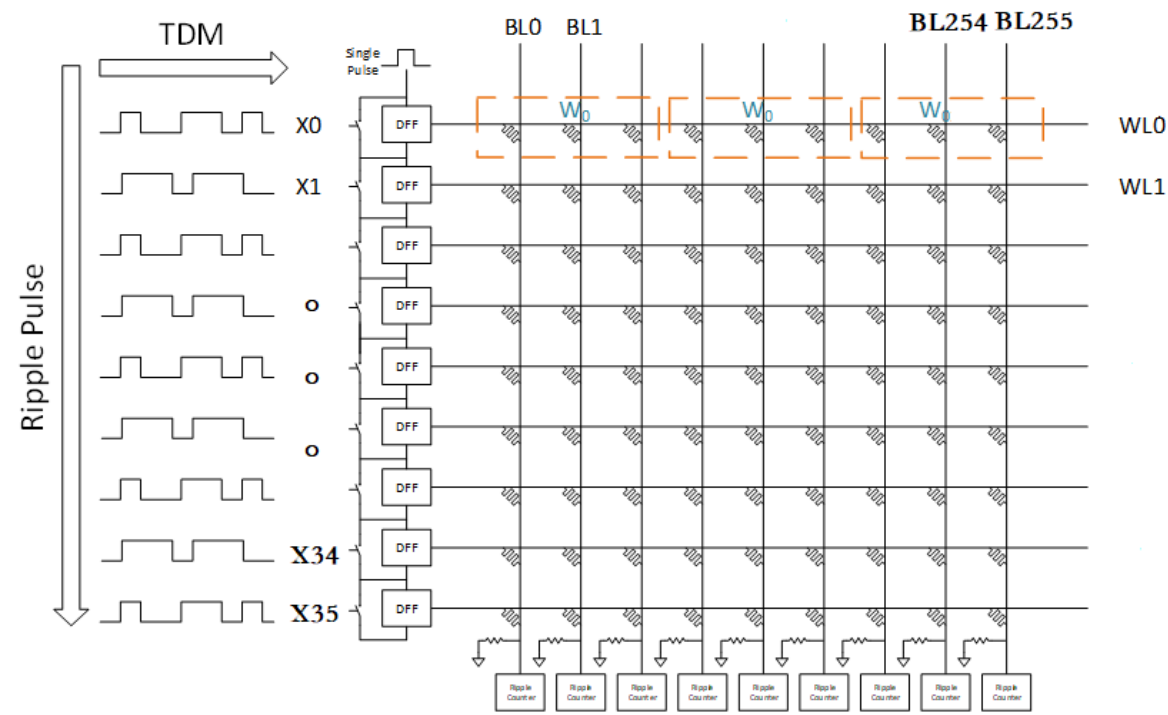 TDM
BL0 BL1
BL254 BL255
Single
Pulse
W0 W0 W0
X0 DFF WL0
X1 DFF WL1
DFF
o DFF
o DFF
o DFF
DFF
X34 DFF
X35 DFF
Ripple Pulse
Ripple Ripple Ripple Ripple Ripple Ripple Ripple Ripple Ripple
Counter Counter Counter Counter Counter Counter Counter Counter Counter